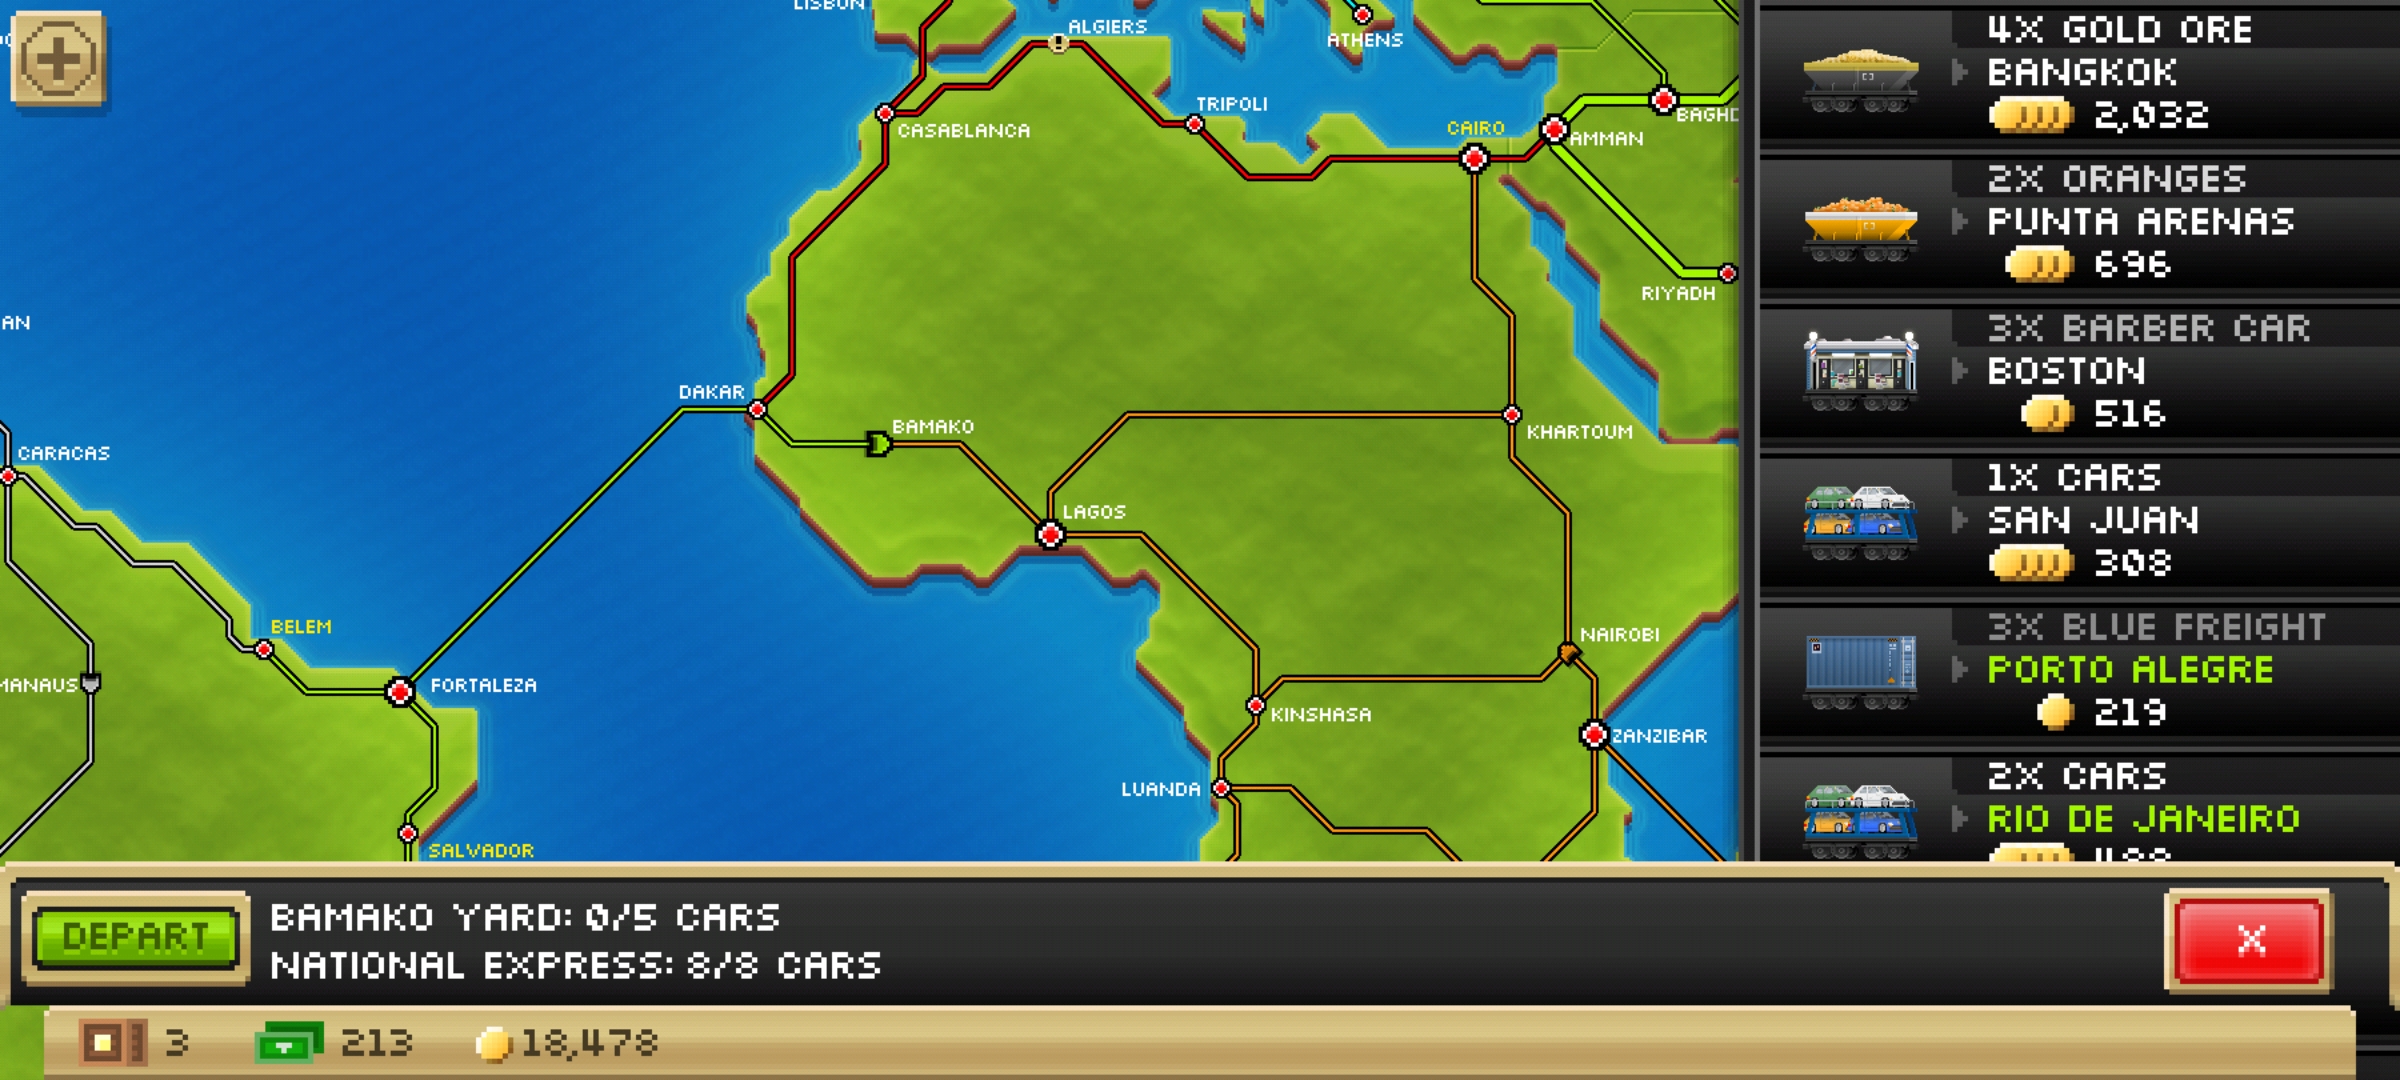 LISBON
ALGIERS
ATHENS
TRIPOLI
CASABLANCA
CAIRO
AMMAN
BAGHD
RIYADH
AN
DAKAR
BAMAKO
KHARTOUM
CARACAS
LAGOS
BELEM
NAIROBI
MANAUS
FORTALEZA
KINSHASA
ZANZIBAR
LUANDA
SALVADOR
4X GOLD ORE
BANGKOK
2,032
2X ORANGES
PUNTA ARENAS
696
3X BARBER CAR
BOSTON
516
1X CARS
SAN JUAN
308
3X BLUE FREIGHT
PORTO ALEGRE
219
2X CARS
RIO DE JANEIRO
DEPART
BAMAKO YARD: 0/5 CARS
NATIONAL EXPRESS: 8/8 CARS
X
3
213
18,478